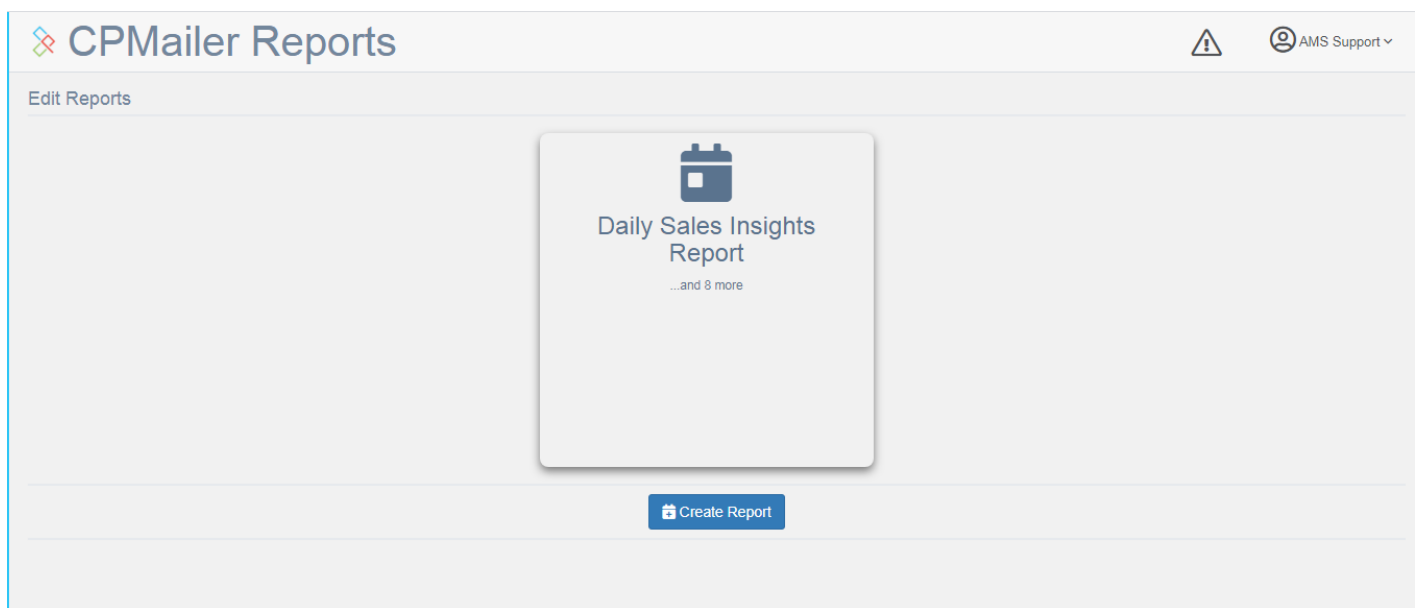 CPMailer Reports
AMS Support
Edit Reports
Daily Sales Insights
Report
...and 8 more
Create Report